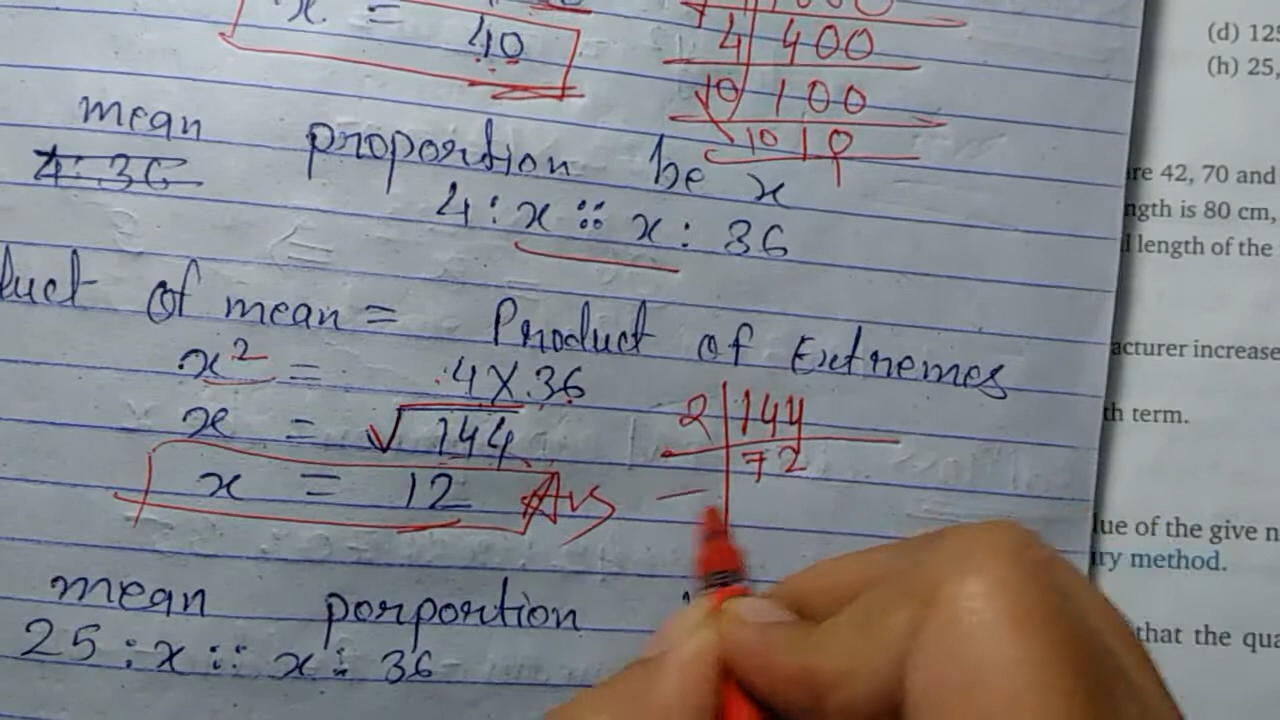 x = 40
4 400
10 100
10 10
mean proportion be x
4:36
4 : x :: x : 36
of mean = Product of Extremes
x² = 4 X 36
x = √144
x = 12 Ans
2 144
72
mean porportion
25 : x :: x : 36
(d) 12
(h) 25,
re 42, 70 and
ngth is 80 cm,
length of the
acturer increase
th term.
lue of the give n
ry method.
that the qua